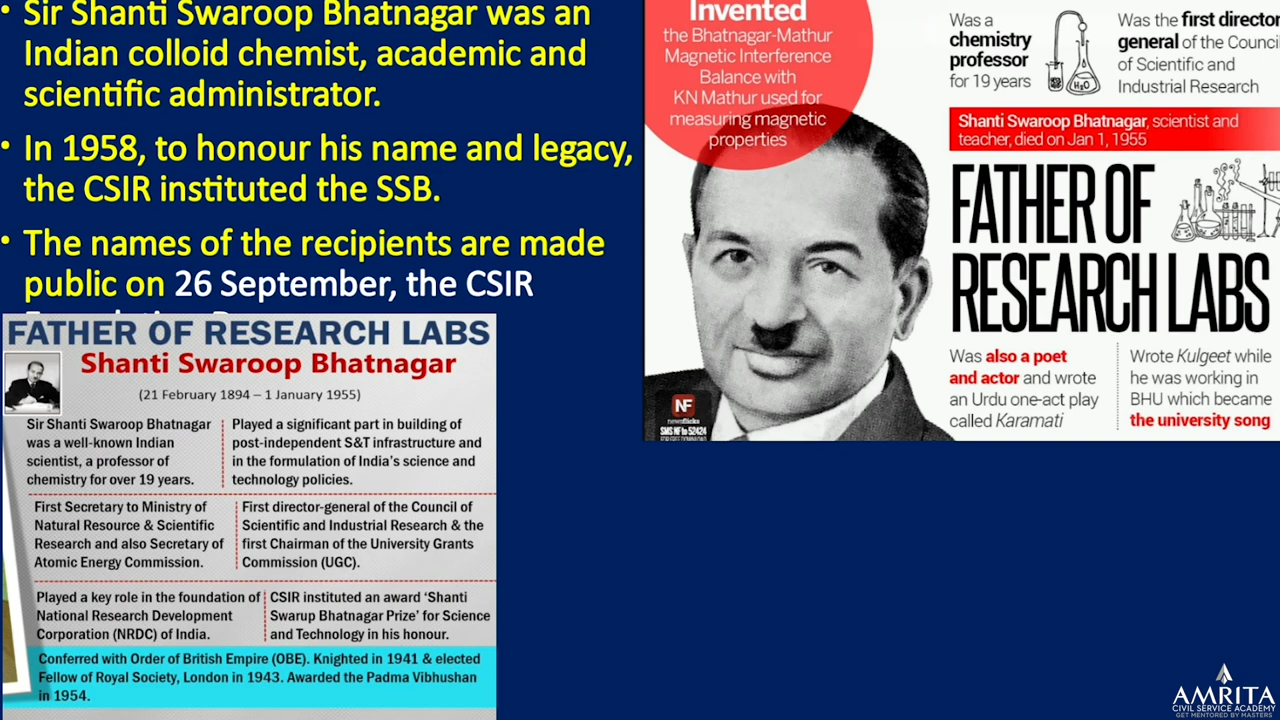 • Sir Shanti Swaroop Bhatnagar was an
Indian colloid chemist, academic and
scientific administrator.
• In 1958, to honour his name and legacy,
the CSIR instituted the SSB.
• The names of the recipients are made
public on 26 September, the CSIR
FATHER OF RESEARCH LABS
Shanti Swaroop Bhatnagar
(21 February 1894 – 1 January 1955)
Sir Shanti Swaroop Bhatnagar
was a well-known Indian
scientist, a professor of
chemistry for over 19 years.
Played a significant part in building of
post-independent S&T infrastructure and
in the formulation of India's science and
technology policies.
First Secretary to Ministry of
Natural Resource & Scientific
Research and also Secretary of
Atomic Energy Commission.
First director-general of the Council of
Scientific and Industrial Research & the
first Chairman of the University Grants
Commission (UGC).
Played a key role in the foundation of
National Research Development
Corporation (NRDC) of India.
CSIR instituted an award 'Shanti
Swarup Bhatnagar Prize' for Science
and Technology in his honour.
Conferred with Order of British Empire (OBE). Knighted in 1941 & elected
Fellow of Royal Society, London in 1943. Awarded the Padma Vibhushan
in 1954.
Invented
the Bhatnagar-Mathur
Magnetic Interference
Balance with
KN Mathur used for
measuring magnetic
properties
Was a
chemistry
professor
for 19 years
H₂O
Was the first director
general of the Council
of Scientific and
Industrial Research
Shanti Swaroop Bhatnagar, scientist and
teacher, died on Jan 1, 1955
FATHER OF
RESEARCH LABS
Was also a poet
and actor and wrote
an Urdu one-act play
called Karamati
Wrote Kulgeet while
he was working in
BHU which became
the university song
NF
newsflicks
SMS NF to 52424
AMRITA
CIVIL SERVICE ACADEMY
GET MENTORED BY MASTERS